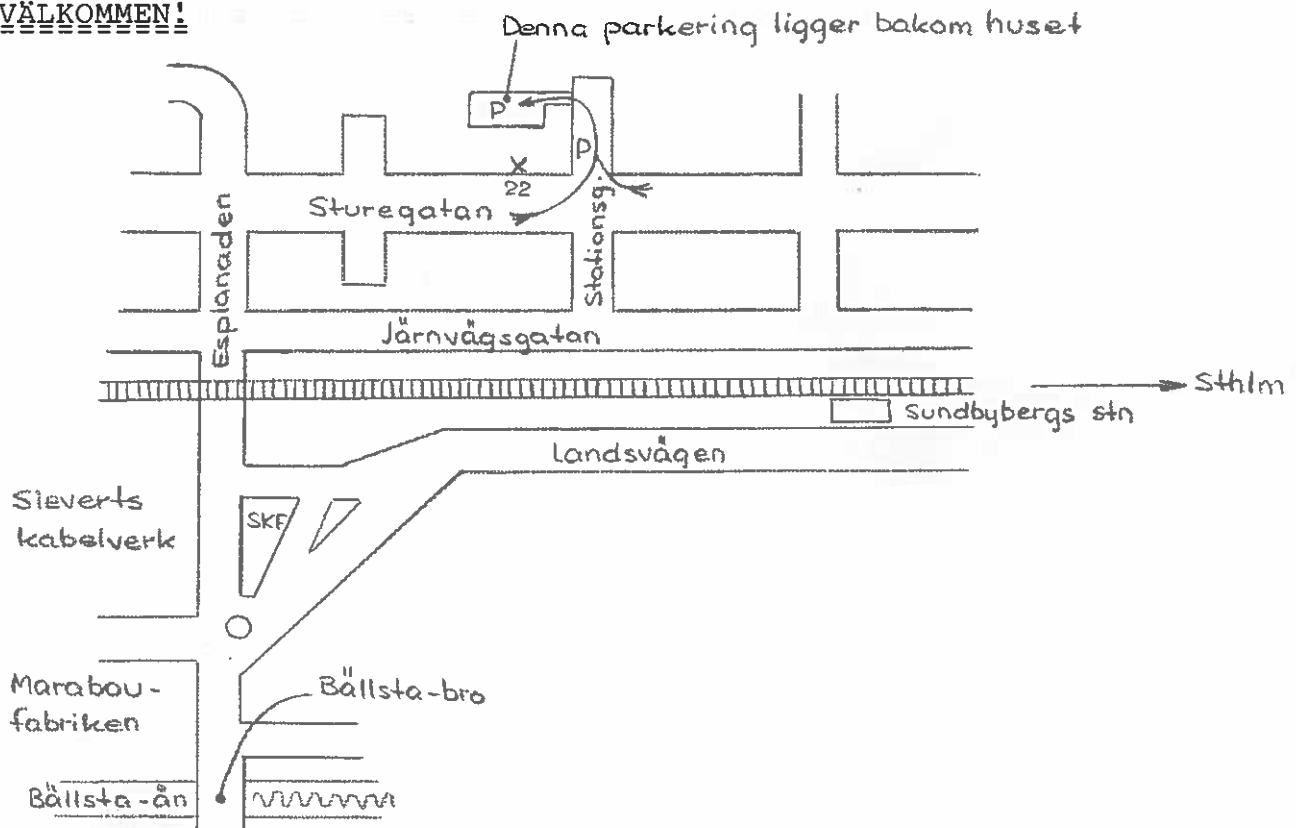 VÄLKOMMEN!
Denna parkering ligger bakom huset
P
P
X
22
Sturegatan
Stationsg.
Esplanaden
Järnvägsgatan
Sthlm
Sundbybergs stn
Landsvägen
Sieverts
kabelverk
SKF
Marabou-
fabriken
Bällsta-bro
Bällsta-ån